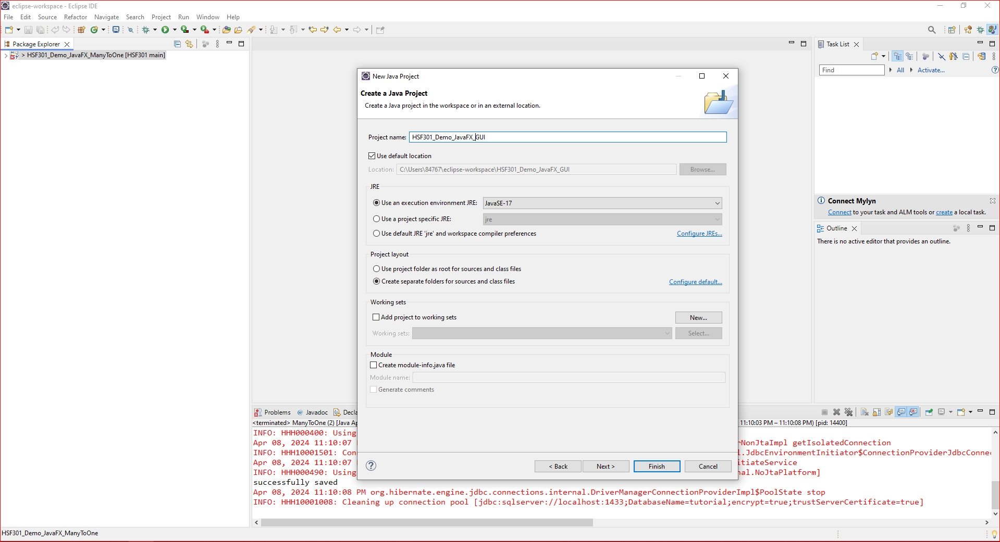 eclipse-workspace - Eclipse IDE
File Edit Source Refactor Navigate Search Project Run Window Help
Package Explorer
> HSF301_Demo_JavaFX_ManyToOne [HSF301 main]
New Java Project
Create a Java Project
Create a Java project in the workspace or in an external location.
Project name: HSF301_Demo_JavaFX_GUI
Use default location
Location: C:\Users\84767\eclipse-workspace\HSF301_Demo_JavaFX_GUI Browse...
JRE
Use an execution environment JRE: JavaSE-17
Use a project specific JRE: jre
Use default JRE 'jre' and workspace compiler preferences Configure JREs...
Project layout
Use project folder as root for sources and class files
Create separate folders for sources and class files Configure default...
Working sets
Add project to working sets New...
Working sets: Select...
Module
Create module-info.java file
Module name:
Generate comments
< Back Next > Finish Cancel
Task List
Find All Activate...
Connect Mylyn
Connect to your task and ALM tools or create a local task.
Outline
There is no active editor that provides an outline.
Problems Javadoc Decla
<terminated> ManyToOne (2) [Java Ap 11:10:03 PM – 11:10:08 PM) [pid: 14400]
INFO: HHH000400: Using
Apr 08, 2024 11:10:07 rNonJtaImpl getIsolatedConnection
INFO: HHH10001501: Con l.JdbcEnvironmentInitiator$ConnectionProviderJdbcConnec
Apr 08, 2024 11:10:07 itiateService
INFO: HHH000490: Using nal.NoJtaPlatform]
successfully saved
Apr 08, 2024 11:10:08 PM org.hibernate.engine.jdbc.connections.internal.DriverManagerConnectionProviderImpl$PoolState stop
INFO: HHH10001008: Cleaning up connection pool [jdbc:sqlserver://localhost:1433;DatabaseName=tutorial;encrypt=true;trustServerCertificate=true]
HSF301_Demo_JavaFX_ManyToOne